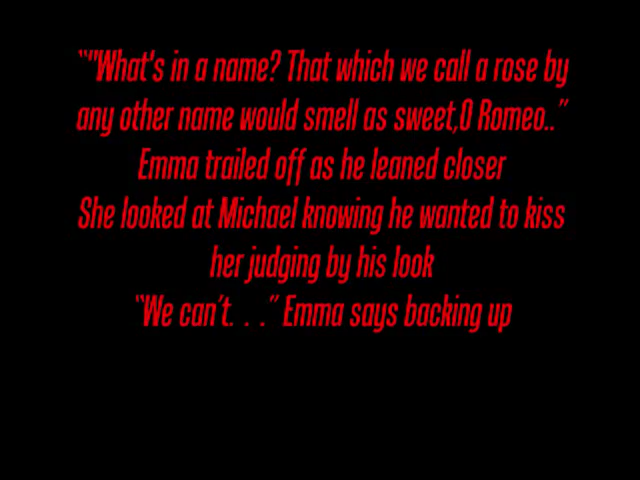 “"What's in a name? That which we call a rose by
any other name would smell as sweet,O Romeo..”
Emma trailed off as he leaned closer
She looked at Michael knowing he wanted to kiss
her judging by his look
“We can't. . .” Emma says backing up